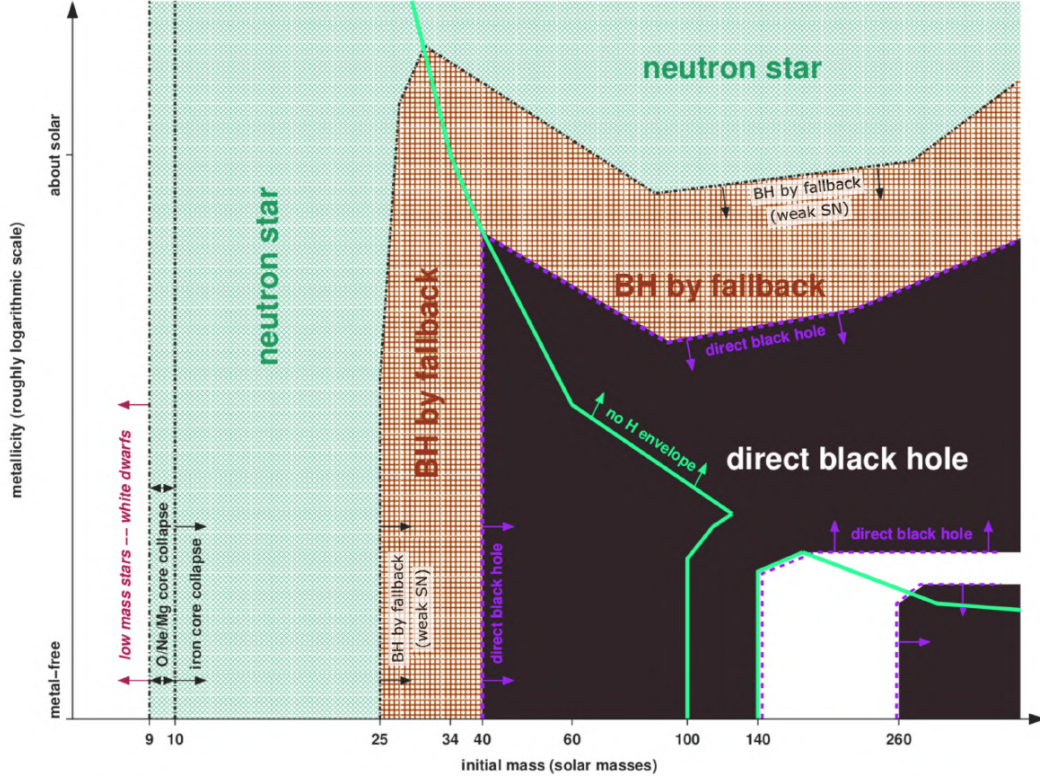 neutron star
about solar
BH by fallback
(weak SN)
neutron star
BH by fallback
BH by fallback
direct black hole
metallicity (roughly logarithmic scale)
no H envelope
direct black hole
low mass stars –– white dwarfs
O/Ne/Mg core collapse
iron core collapse
BH by fallback
(weak SN)
direct black hole
direct black hole
metal–free
9 10 25 34 40 60 100 140 260
initial mass (solar masses)